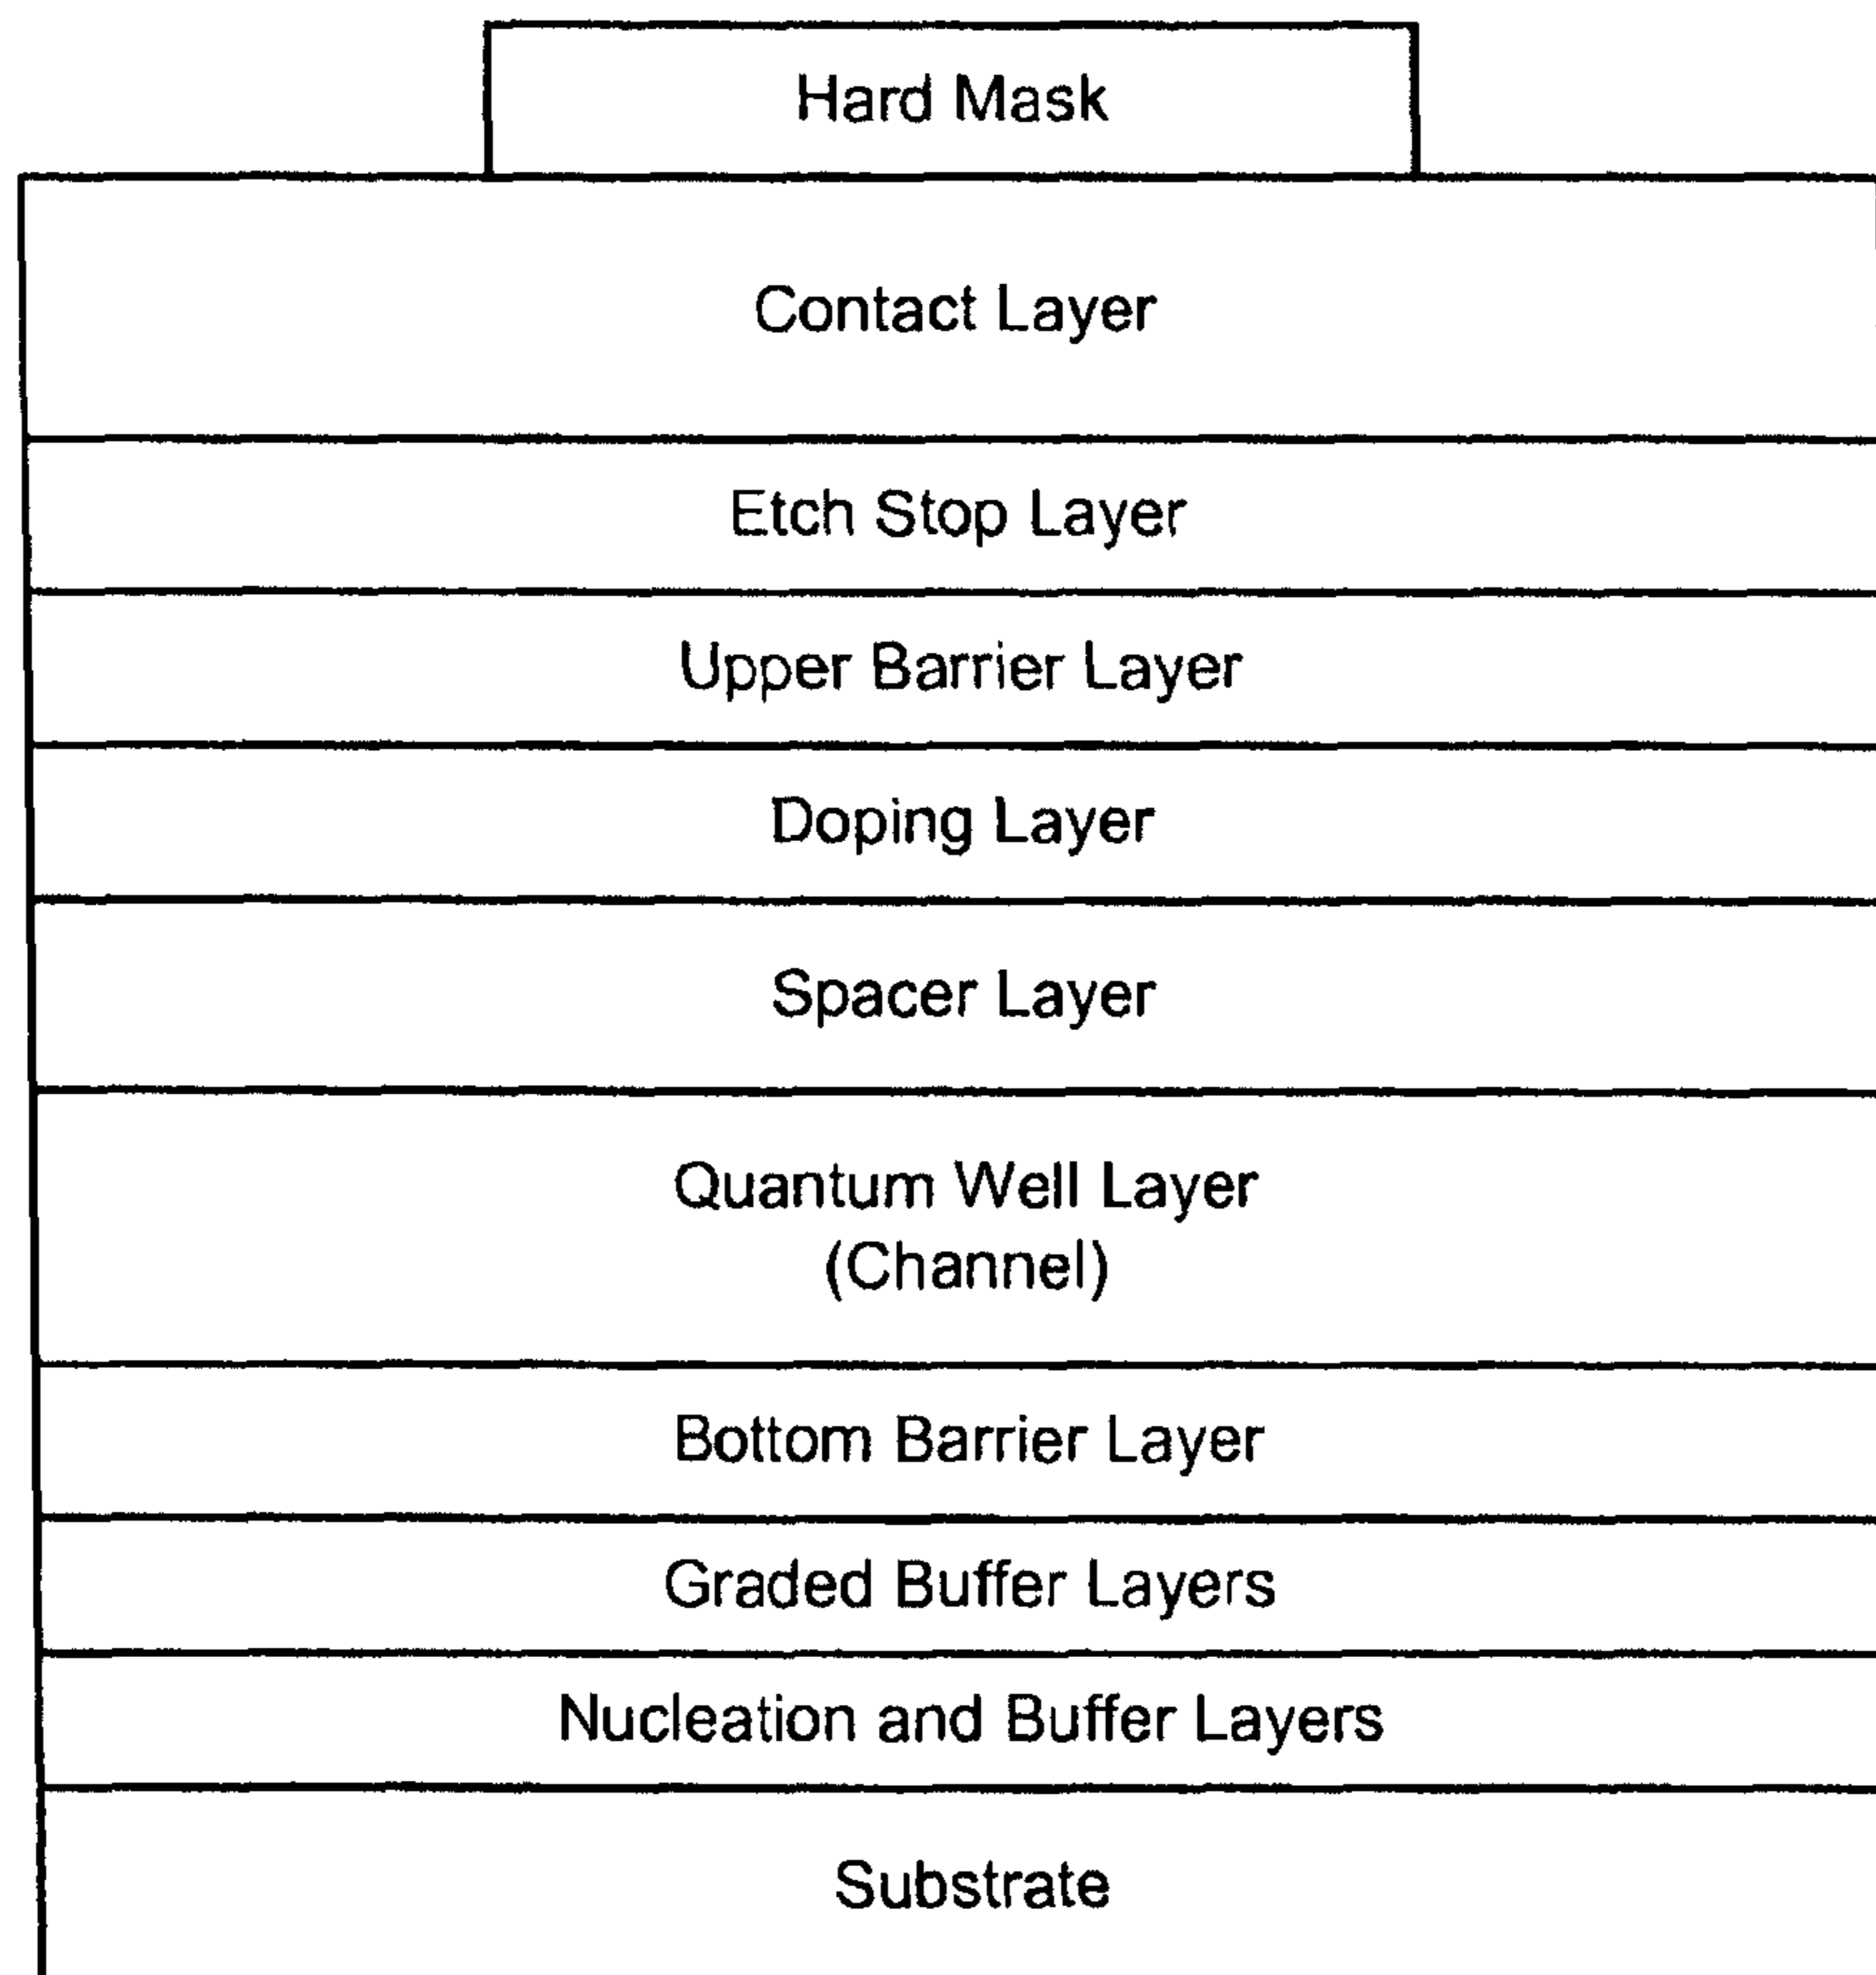 Hard Mask
Contact Layer
Etch Stop Layer
Upper Barrier Layer
Doping Layer
Spacer Layer
Quantum Well Layer
(Channel)
Bottom Barrier Layer
Graded Buffer Layers
Nucleation and Buffer Layers
Substrate